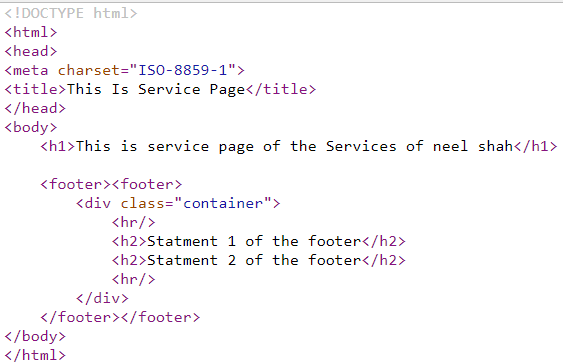 <!DOCTYPE html>
<html>
<head>
<meta charset="ISO-8859-1">
<title>This Is Service Page</title>
</head>
<body>
    <h1>This is service page of the Services of neel shah</h1>

    <footer><footer>
        <div class="container">
            <hr/>
            <h2>Statment 1 of the footer</h2>
            <h2>Statment 2 of the footer</h2>
            <hr/>
        </div>
    </footer></footer>
</body>
</html>